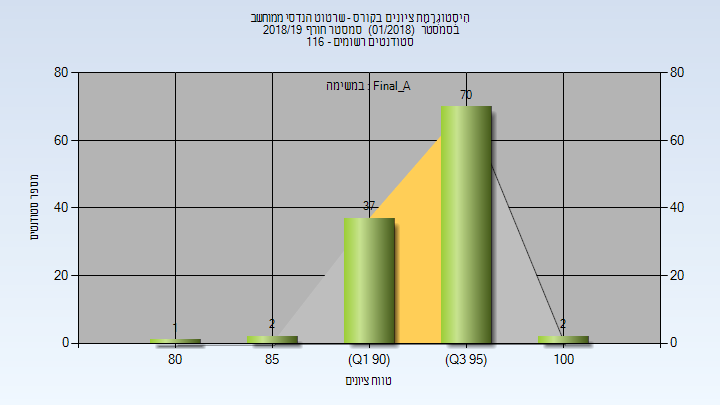 היסטוגרמת ציונים בקורס - שרטוט הנדסי ממוחשב
בסמסטר (01/2018) סמסטר חורף 2018/19
סטודנטים רשומים - 116
במשימה : Final_A
80 80
60 60
40 40
20 20
0 0
מספר סטודנטים
1 2 37 70 2
80 85 (Q1 90) (Q3 95) 100
טווח ציונים